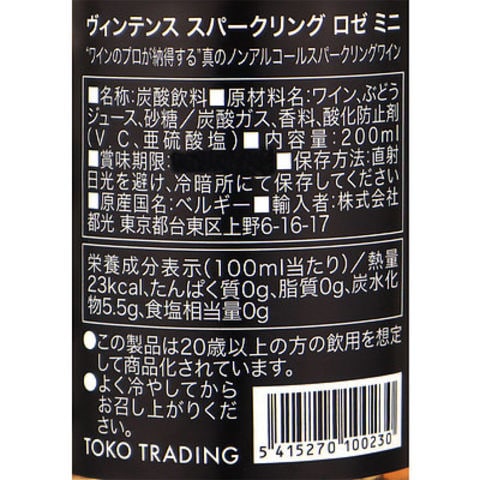 ヴィンテンス スパークリング ロゼ ミニ
“ワインのプロが納得する”真のノンアルコールスパークリングワイン
■名称:炭酸飲料■原材料名:ワイン、ぶどう
ジュース、砂糖／炭酸ガス、香料、酸化防止剤
(V.C、亜硫酸塩)■内容量:200ml
■賞味期限: ■保存方法:直射
日光を避け、冷暗所にて保存してください
■原産国名:ベルギー■輸入者:株式会社
都光 東京都台東区上野6-16-17
栄養成分表示(100ml当たり)／熱量
23kcal、たんぱく質0g、脂質0g、炭水化
物5.5g、食塩相当量0g
●この製品は20歳以上の方の飲用を想定
して商品化されています。
●よく冷やしてから
お召し上がりください。
TOKO TRADING
5 415270 100230